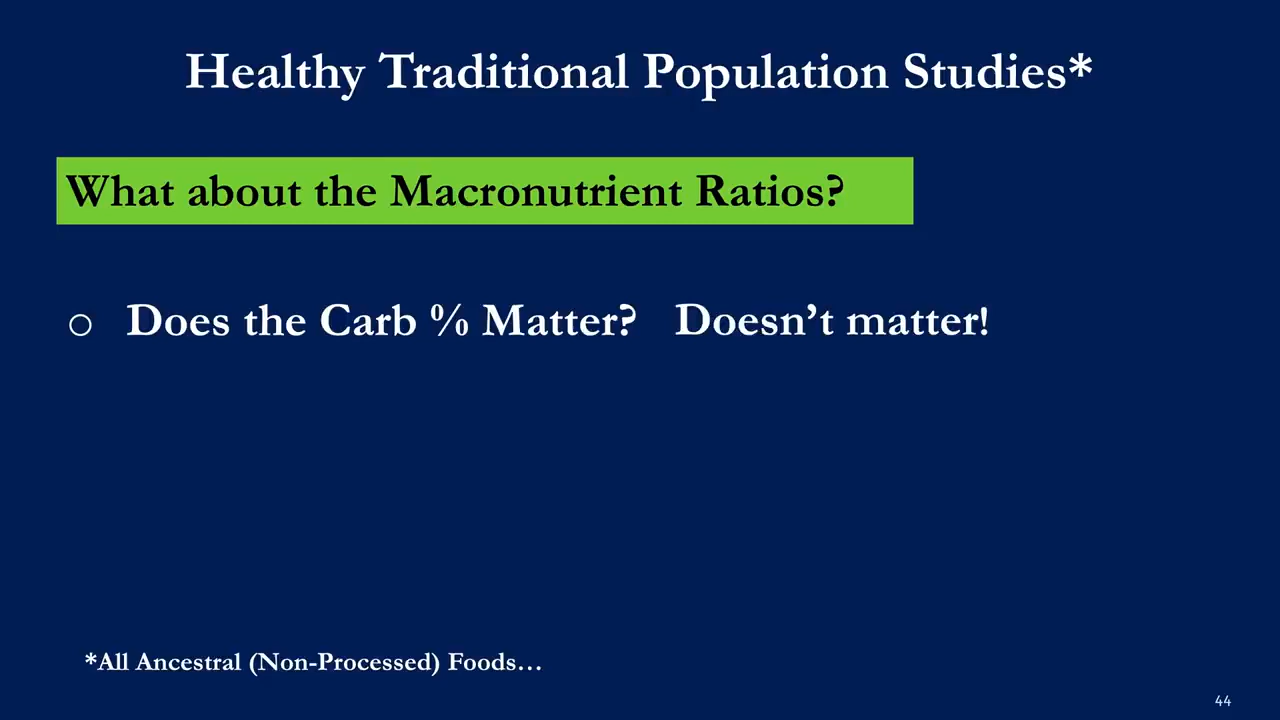 Healthy Traditional Population Studies*
What about the Macronutrient Ratios?
o Does the Carb % Matter? Doesn’t matter!
*All Ancestral (Non-Processed) Foods…
44